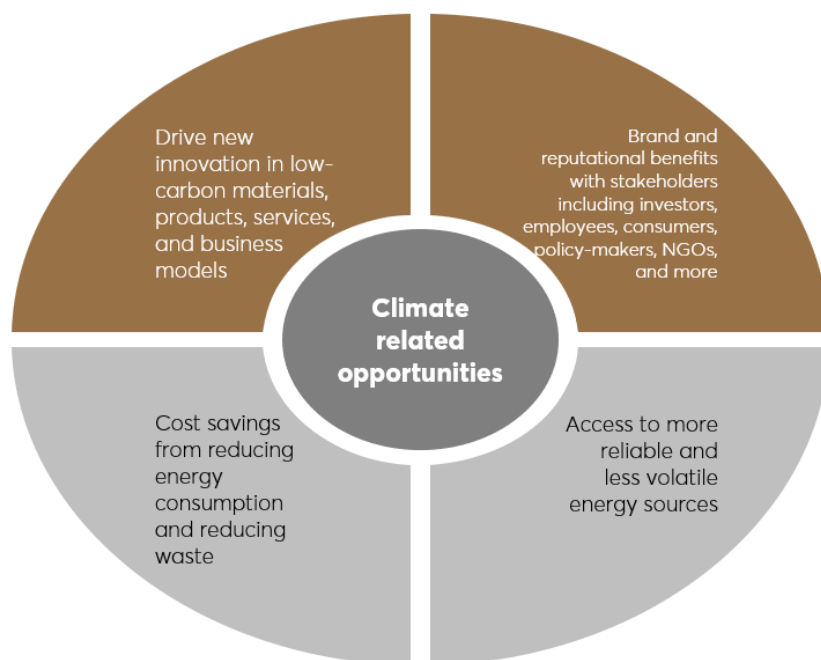 Drive new
innovation in low-
carbon materials,
products, services,
and business
models
Brand and
reputational benefits
with stakeholders
including investors,
employees, consumers,
policy-makers, NGOs,
and more
Climate
related
opportunities
Cost savings
from reducing
energy
consumption
and reducing
waste
Access to more
reliable and
less volatile
energy sources